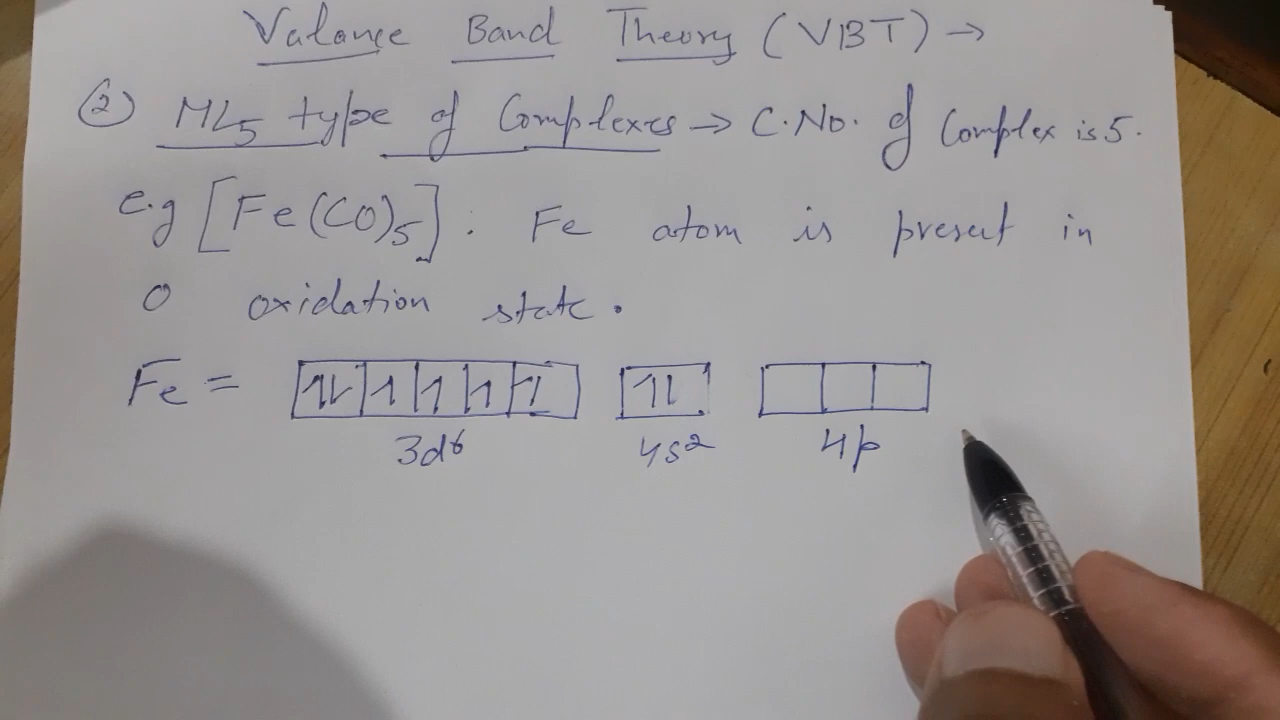 Valance Band Theory (VBT) →
② ML5 type of Complexes → C.No. of Complex is 5.
e.g [Fe(CO)5] : Fe atom is present in
0 oxidation state.
Fe = 1l 1 1 1 1 1l
3d6 4s2 4p